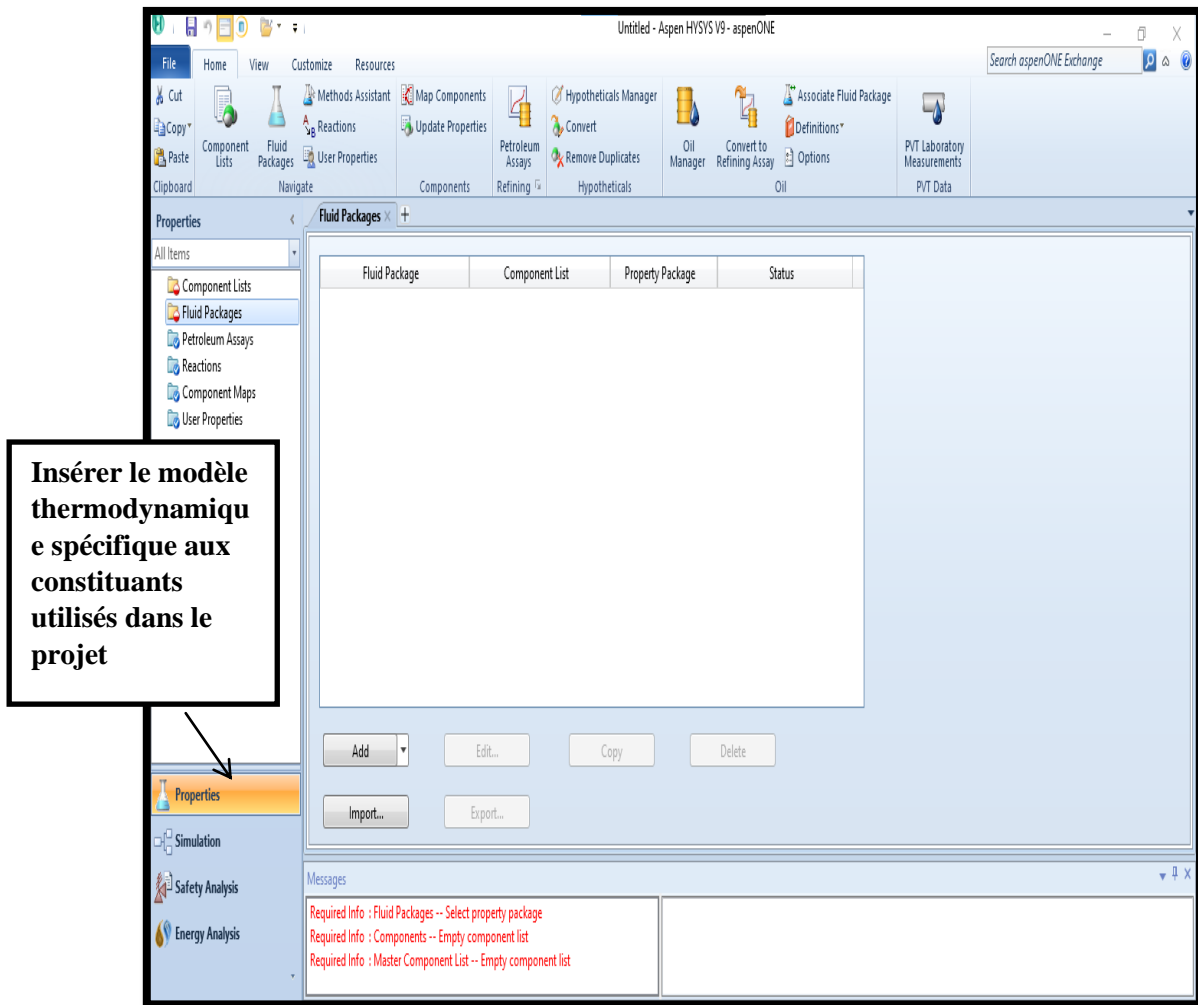 Untitled - Aspen HYSYS V9 - aspenONE
File Home View Customize Resources
Search aspenONE Exchange
Cut
Copy
Paste
Clipboard
Component Lists
Fluid Packages
Methods Assistant
Reactions
User Properties
Navigate
Map Components
Update Properties
Components
Petroleum Assays
Refining
Hypotheticals Manager
Convert
Remove Duplicates
Hypotheticals
Oil Manager
Convert to Refining Assay
Associate Fluid Package
Definitions
Options
Oil
PVT Laboratory Measurements
PVT Data
Properties
All Items
Component Lists
Fluid Packages
Petroleum Assays
Reactions
Component Maps
User Properties
Fluid Packages
Fluid Package Component List Property Package Status
Insérer le modèle
thermodynamiqu
e spécifique aux
constituants
utilisés dans le
projet
Add Edit... Copy Delete
Import... Export...
Properties
Simulation
Safety Analysis
Energy Analysis
Messages
Required Info : Fluid Packages -- Select property package
Required Info : Components -- Empty component list
Required Info : Master Component List -- Empty component list